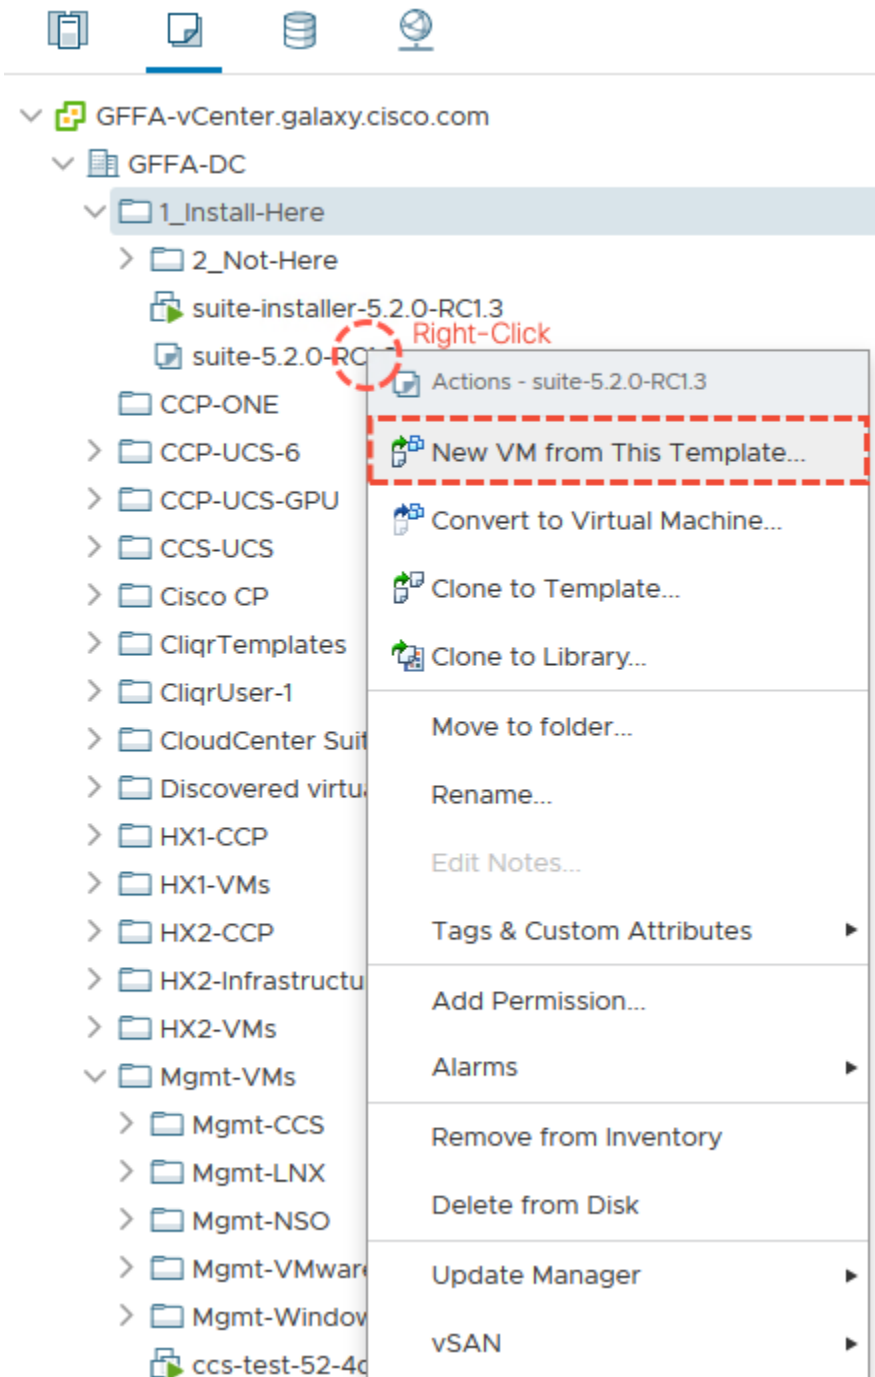 GFFA-vCenter.galaxy.cisco.com
GFFA-DC
1_Install-Here
2_Not-Here
suite-installer-5.2.0-RC1.3
Right-Click
suite-5.2.0-RC1.3
Actions - suite-5.2.0-RC1.3
CCP-ONE
New VM from This Template...
CCP-UCS-6
CCP-UCS-GPU
Convert to Virtual Machine...
CCS-UCS
Clone to Template...
Cisco CP
CliqrTemplates
Clone to Library...
CliqrUser-1
Move to folder...
CloudCenter Suit
Discovered virtu
Rename...
HX1-CCP
Edit Notes...
HX1-VMs
HX2-CCP
Tags & Custom Attributes
HX2-Infrastructu
Add Permission...
HX2-VMs
Alarms
Mgmt-VMs
Mgmt-CCS
Remove from Inventory
Mgmt-LNX
Delete from Disk
Mgmt-NSO
Mgmt-VMware
Update Manager
Mgmt-Window
vSAN
ccs-test-52-4c